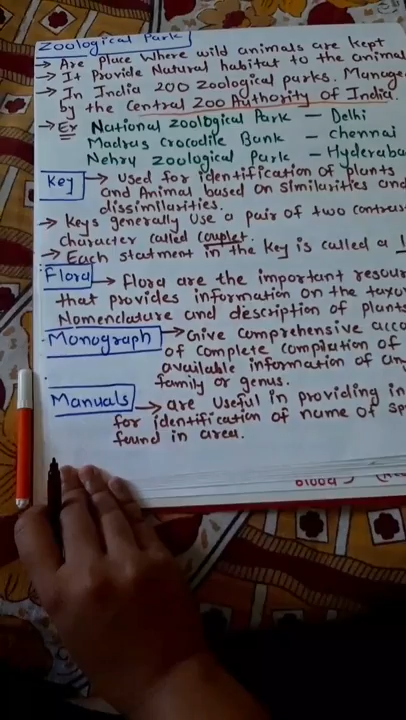 Zoological Park
→ Are Place Where wild animals are kept
→ It Provide Natural habitat to the animal
→ In India 200 Zoological parks. Manage
by the Central Zoo Authority of India.
→ Ex National Zoological Park – Delhi
Madras Crocodile Bank – Chennai
Nehry Zoological Park – Hyderaba
Key → Used for identification of plants
and Animal based on similarities and
dissimilarities.
→ Keys generally Use a pair of two contras
character called Couplet.
→ Each statment in the Key is called a
Flora → Flora are the important resour
that provides information on the taxo
Nomenclature and description of plants
Monograph → Give comprehensive acco
of complete compilation of
available information of any
family or genus.
Manuals → are Useful in providing in
for identification of name of sp
found in area.